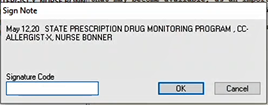 Sign Note
May 12,20 STATE PRESCRIPTION DRUG MONITORING PROGRAM , CC-
ALLERGIST-X, NURSE BONNER
Signature Code
OK Cancel